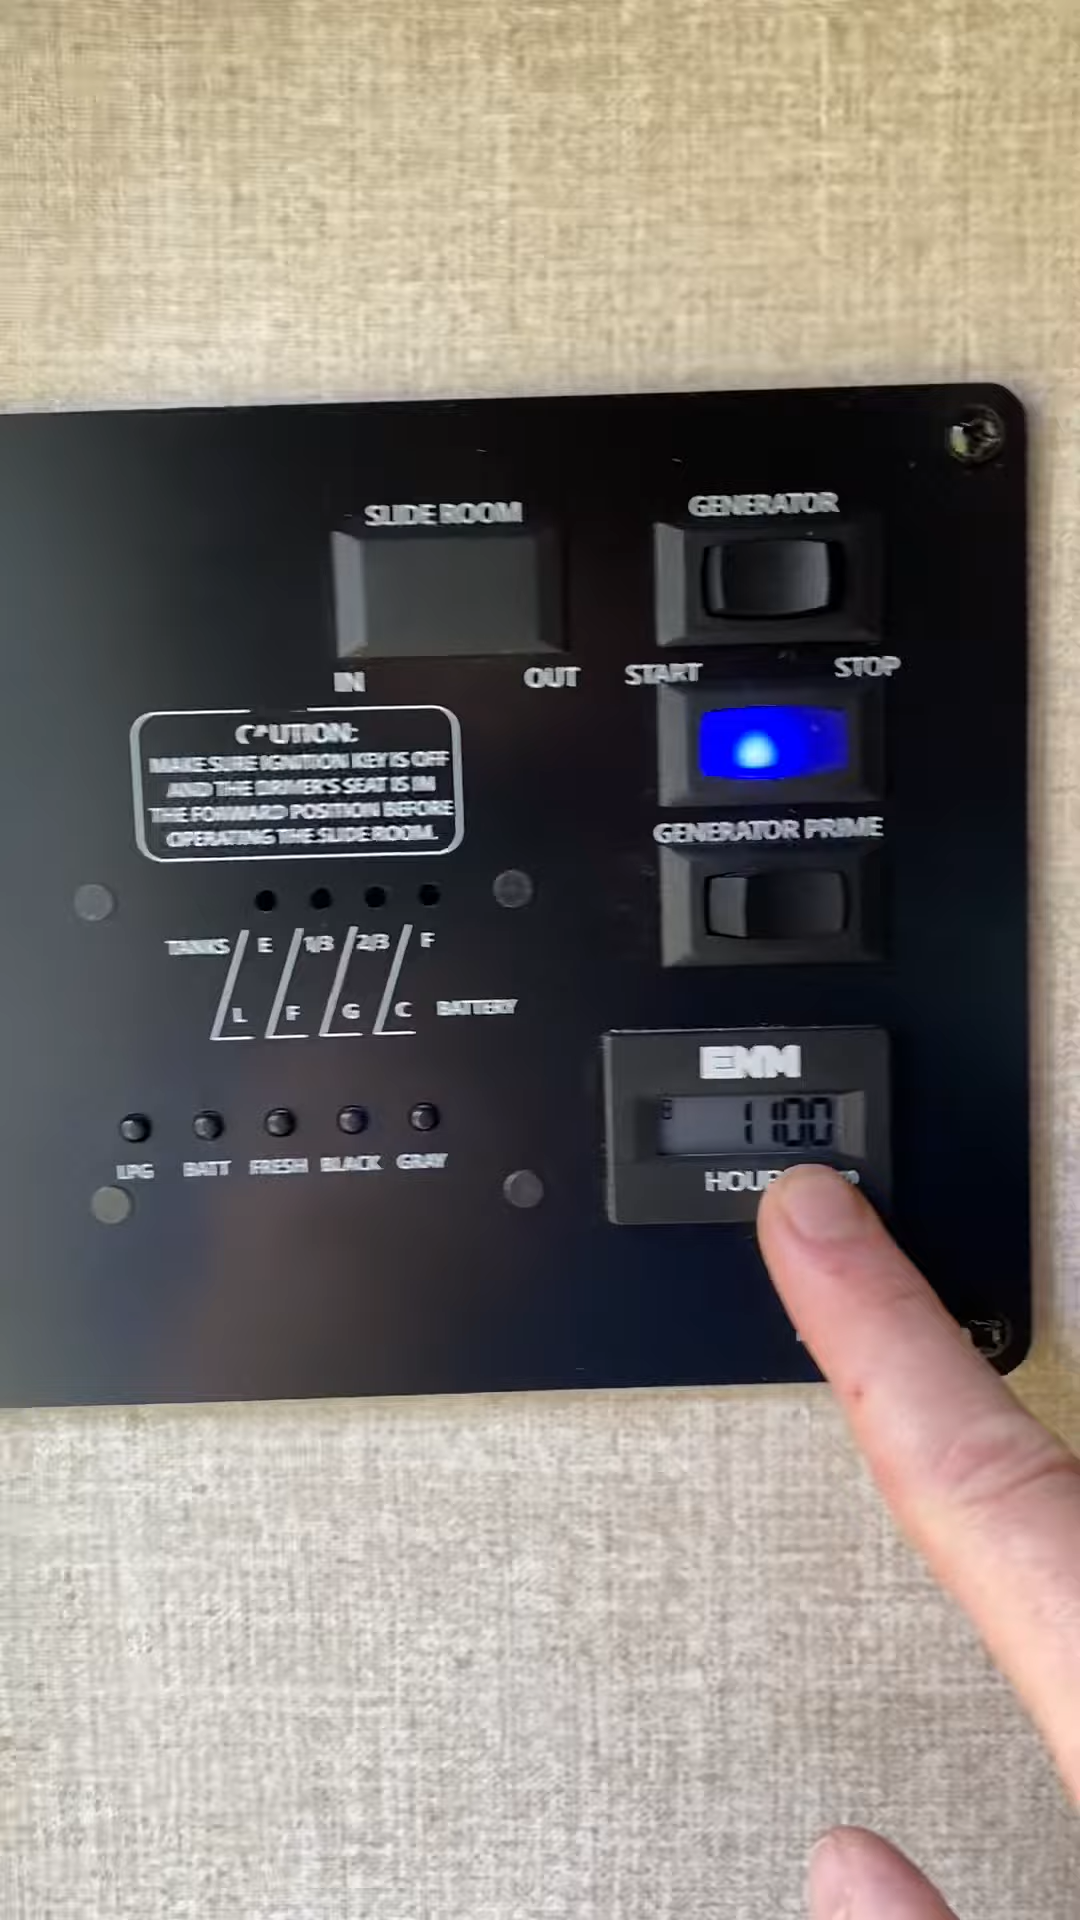 SLIDE ROOM
IN OUT
GENERATOR
START STOP
GENERATOR PRIME
CAUTION:
MAKE SURE IGNITION KEY IS OFF
AND THE DRIVER'S SEAT IS IN
THE FORWARD POSITION BEFORE
OPERATING THE SLIDE ROOM.
TANKS E 1/3 2/3 F
L F G C BATTERY
LPG BATT FRESH BLACK GRAY
ENM